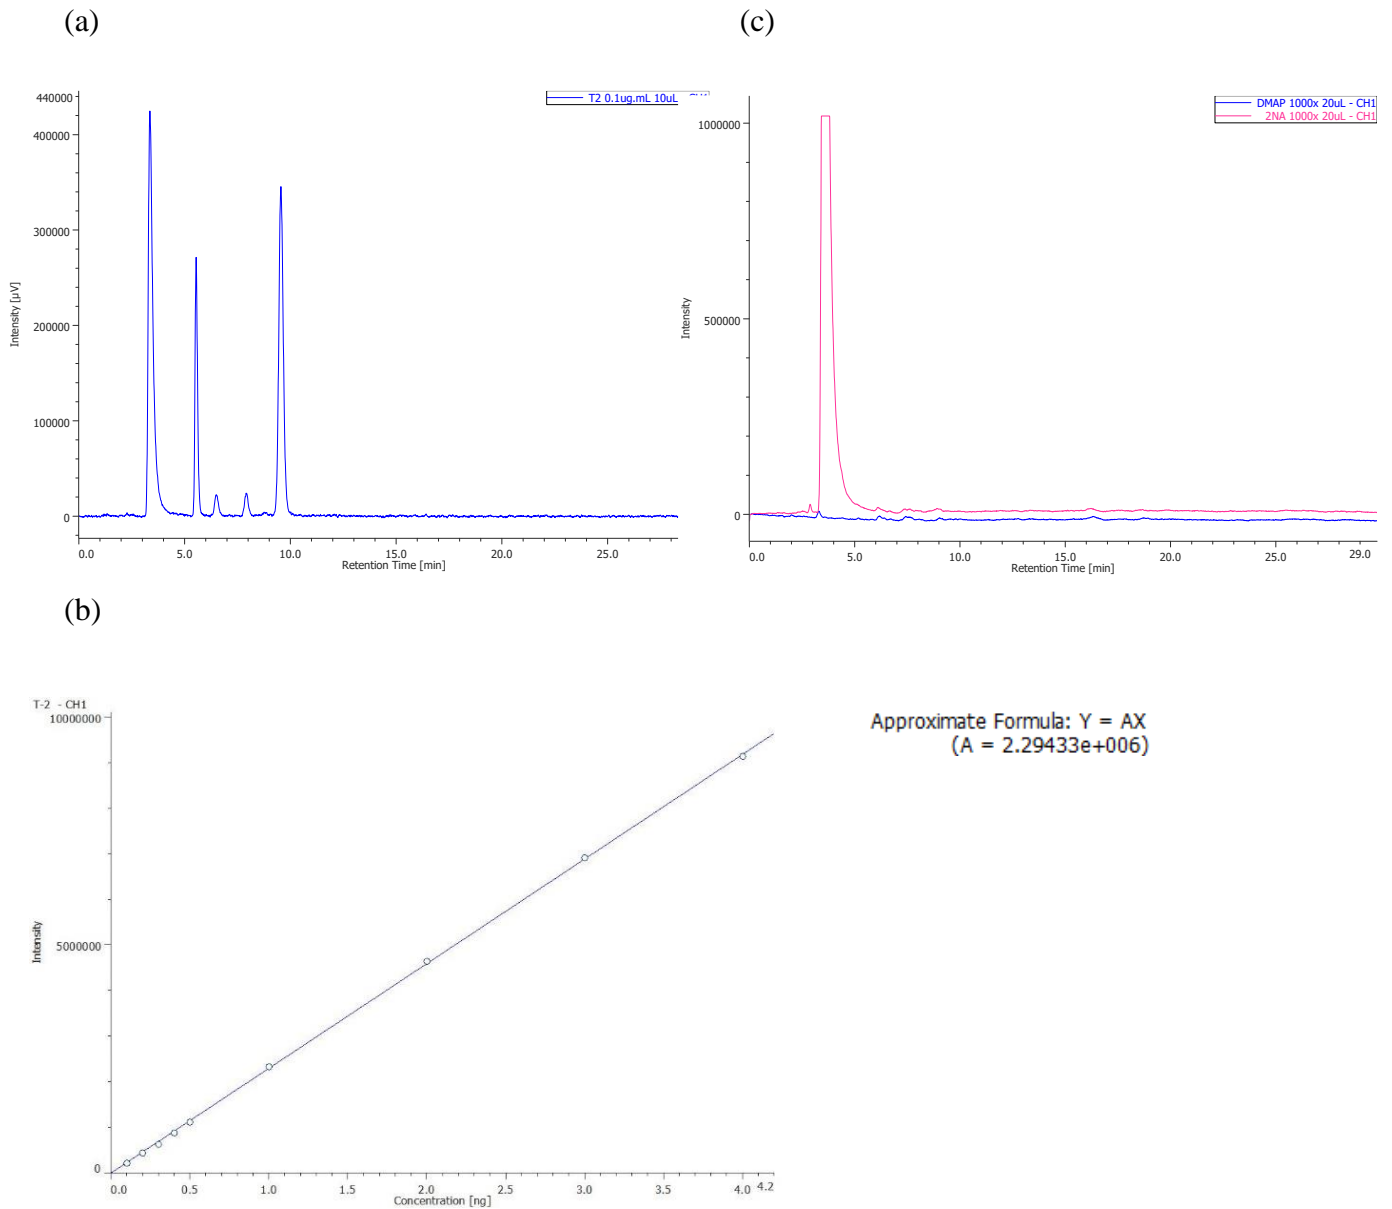 (a)
T2 0.1ug.mL 10uL
440000
400000
300000
200000
100000
0
Intensity [µV]
0.0 5.0 10.0 15.0 20.0 25.0
Retention Time [min]
(c)
DMAP 1000x 20uL - CH1
2NA 1000x 20uL - CH1
1000000
500000
0
Intensity
0.0 5.0 10.0 15.0 20.0 25.0 29.0
Retention Time [min]
(b)
T-2 - CH1
10000000
5000000
0
Intensity
0.0 0.5 1.0 1.5 2.0 2.5 3.0 3.5 4.0 4.2
Concentration [ng]
Approximate Formula: Y = AX
(A = 2.29433e+006)